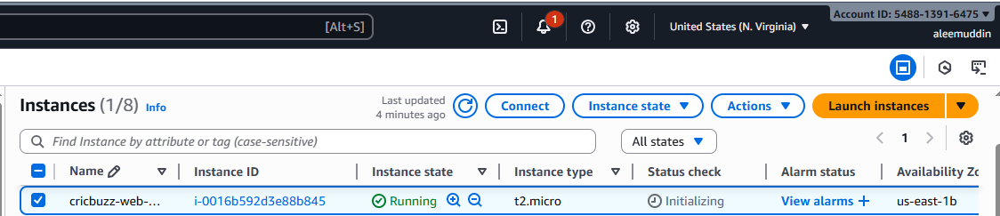 [Alt+S]
1
United States (N. Virginia) ▼
Account ID: 5488-1391-6475 ▼
aleemuddin
Instances (1/8) Info
Last updated
4 minutes ago
Connect
Instance state ▼
Actions ▼
Launch instances ▼
Find Instance by attribute or tag (case-sensitive)
All states ▼
1
Name Instance ID Instance state Instance type Status check Alarm status Availability Zo
cricbuzz-web-... i-0016b592d3e88b845 Running t2.micro Initializing View alarms + us-east-1b